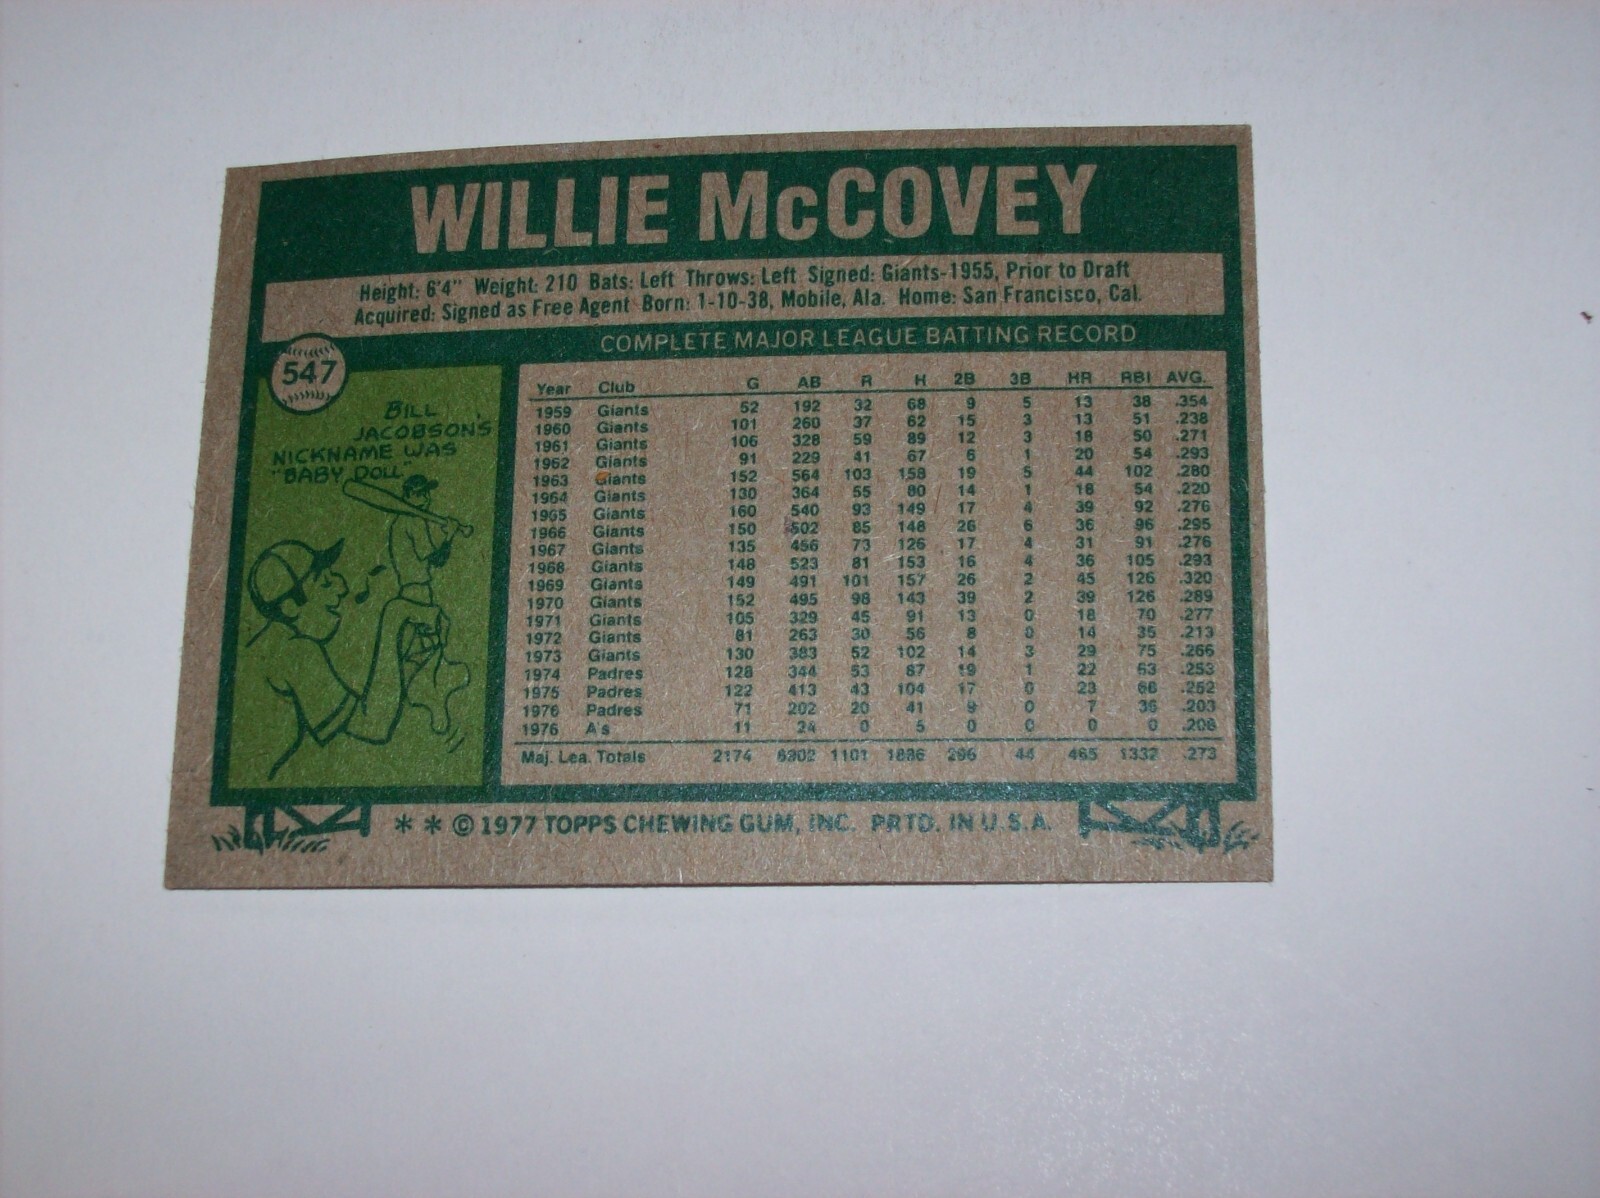 WILLIE McCOVEY
Height: 6'4" Weight: 210 Bats: Left Throws: Left Signed: Giants-1955, Prior to Draft
Acquired: Signed as Free Agent Born: 1-10-38, Mobile, Ala. Home: San Francisco, Cal.
COMPLETE MAJOR LEAGUE BATTING RECORD
547
BILL
JACOBSON'S
NICKNAME WAS
"BABY DOLL"
Year Club G AB R H 2B 3B HR RBI AVG.
1959 Giants 52 192 32 68 9 5 13 38 .354
1960 Giants 101 260 37 62 15 3 13 51 .238
1961 Giants 106 328 59 89 12 3 18 50 .271
1962 Giants 91 229 41 67 6 1 20 54 .293
1963 Giants 152 564 103 158 19 5 44 102 .280
1964 Giants 130 364 55 80 14 1 18 54 .220
1965 Giants 160 540 93 149 17 4 39 92 .276
1966 Giants 150 502 85 148 26 6 36 96 .295
1967 Giants 135 456 73 126 17 4 31 91 .276
1968 Giants 148 523 81 153 16 4 36 105 .293
1969 Giants 149 491 101 157 26 2 45 126 .320
1970 Giants 152 495 98 143 39 2 39 126 .289
1971 Giants 105 329 45 91 13 0 18 70 .277
1972 Giants 81 263 30 56 8 0 14 35 .213
1973 Giants 130 383 52 102 14 3 29 75 .266
1974 Padres 128 344 53 87 19 1 22 63 .253
1975 Padres 122 413 43 104 17 0 23 68 .252
1976 Padres 71 202 20 41 9 0 7 36 .203
1976 A's 11 24 0 5 0 0 0 0 .208
Maj. Lea. Totals 2174 6902 1101 1886 296 44 465 1332 .273
* * © 1977 TOPPS CHEWING GUM, INC. PRTD. IN U.S.A.